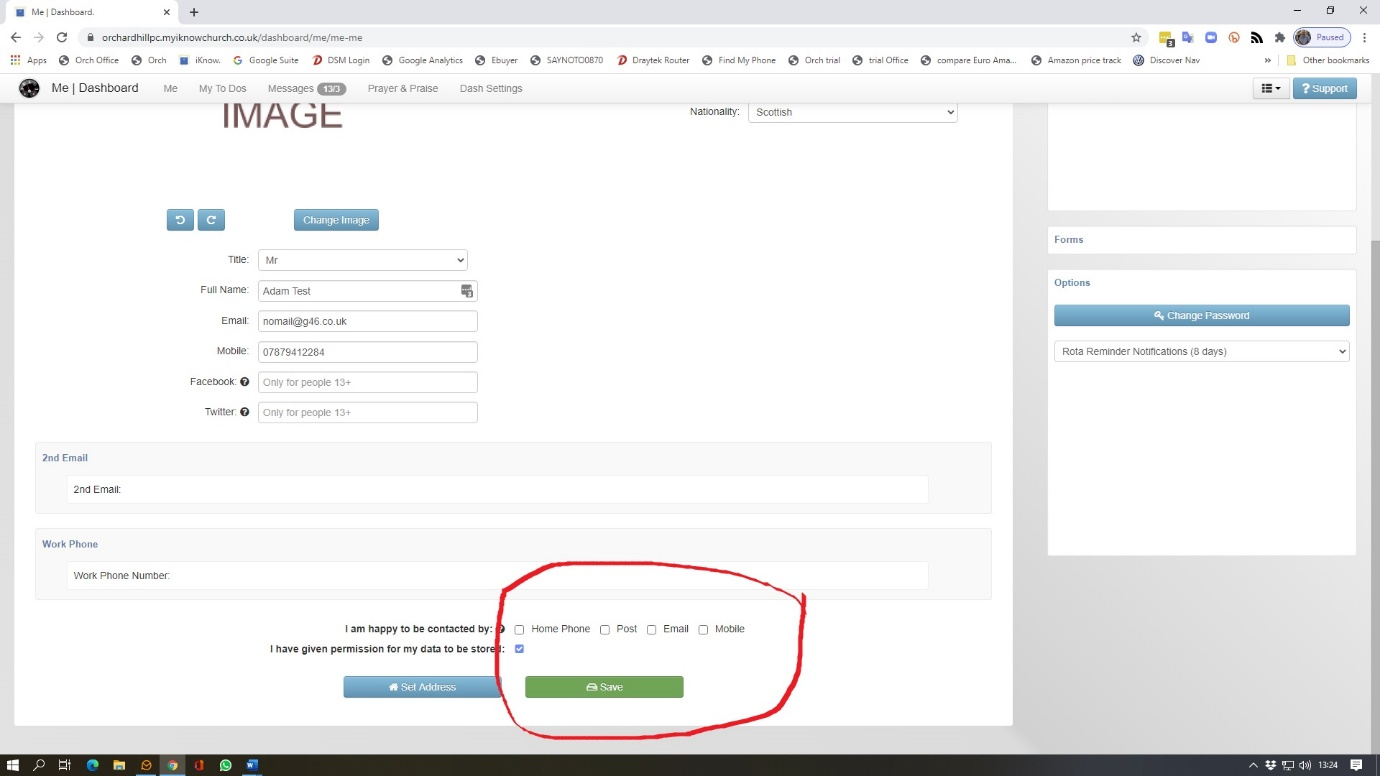 Me | Dashboard.
orchardhillpc.myiknowchurch.co.uk/dashboard/me/me-me
3
Paused
Apps Orch Office Orch iKnow. Google Suite DSM Login Google Analytics Ebuyer SAYNOTO0870 Draytek Router Find My Phone Orch trial trial Office compare Euro Ama... Amazon price track Discover Nav » Other bookmarks
Me | Dashboard Me My To Dos Messages 13/3 Prayer & Praise Dash Settings ? Support
IMAGE
Nationality: Scottish
Change Image
Forms
Title: Mr
Options
Full Name: Adam Test
Change Password
Email: nomail@g46.co.uk
Mobile: 07879412284
Rota Reminder Notifications (8 days)
Facebook: ? Only for people 13+
Twitter: ? Only for people 13+
2nd Email
2nd Email:
Work Phone
Work Phone Number:
I am happy to be contacted by: ? Home Phone Post Email Mobile
I have given permission for my data to be stored:
Set Address Save
13:24